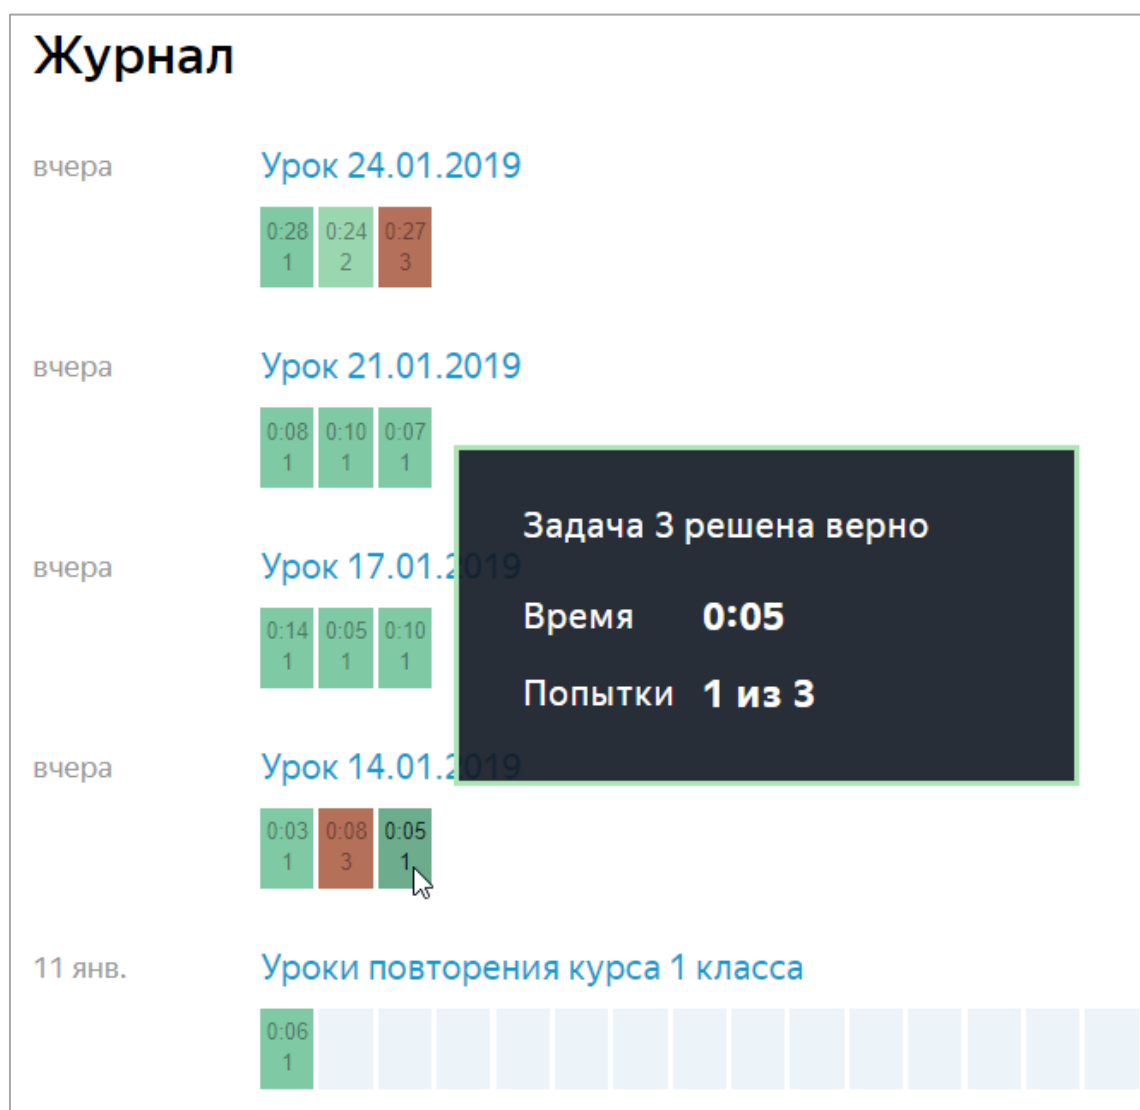 Журнал
вчера
Урок 24.01.2019
0:28 0:24 0:27
1 2 3
вчера
Урок 21.01.2019
0:08 0:10 0:07
1 1 1
Задача 3 решена верно
Время 0:05
Попытки 1 из 3
вчера
Урок 17.01.2019
0:14 0:05 0:10
1 1 1
вчера
Урок 14.01.2019
0:03 0:08 0:05
1 3 1
11 янв.
Уроки повторения курса 1 класса
0:06
1